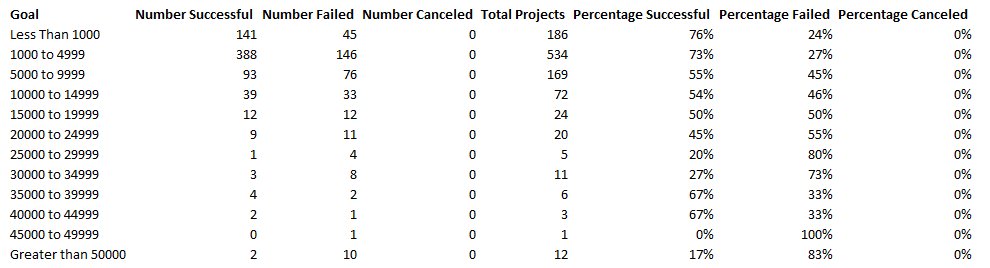 Goal Number Successful Number Failed Number Canceled Total Projects Percentage Successful Percentage Failed Percentage Canceled
Less Than 1000 141 45 0 186 76% 24% 0%
1000 to 4999 388 146 0 534 73% 27% 0%
5000 to 9999 93 76 0 169 55% 45% 0%
10000 to 14999 39 33 0 72 54% 46% 0%
15000 to 19999 12 12 0 24 50% 50% 0%
20000 to 24999 9 11 0 20 45% 55% 0%
25000 to 29999 1 4 0 5 20% 80% 0%
30000 to 34999 3 8 0 11 27% 73% 0%
35000 to 39999 4 2 0 6 67% 33% 0%
40000 to 44999 2 1 0 3 67% 33% 0%
45000 to 49999 0 1 0 1 0% 100% 0%
Greater than 50000 2 10 0 12 17% 83% 0%